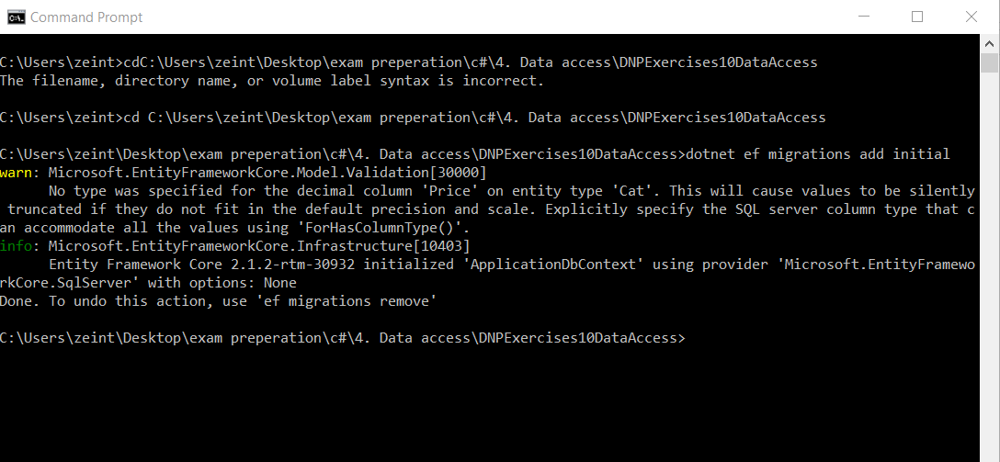 Command Prompt
C:\Users\zeint>cdC:\Users\zeint\Desktop\exam preperation\c#\4. Data access\DNPExercises10DataAccess
The filename, directory name, or volume label syntax is incorrect.
C:\Users\zeint>cd C:\Users\zeint\Desktop\exam preperation\c#\4. Data access\DNPExercises10DataAccess
C:\Users\zeint\Desktop\exam preperation\c#\4. Data access\DNPExercises10DataAccess>dotnet ef migrations add initial
warn: Microsoft.EntityFrameworkCore.Model.Validation[30000]
No type was specified for the decimal column 'Price' on entity type 'Cat'. This will cause values to be silently
truncated if they do not fit in the default precision and scale. Explicitly specify the SQL server column type that c
an accommodate all the values using 'ForHasColumnType()'.
info: Microsoft.EntityFrameworkCore.Infrastructure[10403]
Entity Framework Core 2.1.2-rtm-30932 initialized 'ApplicationDbContext' using provider 'Microsoft.EntityFramewo
rkCore.SqlServer' with options: None
Done. To undo this action, use 'ef migrations remove'
C:\Users\zeint\Desktop\exam preperation\c#\4. Data access\DNPExercises10DataAccess>